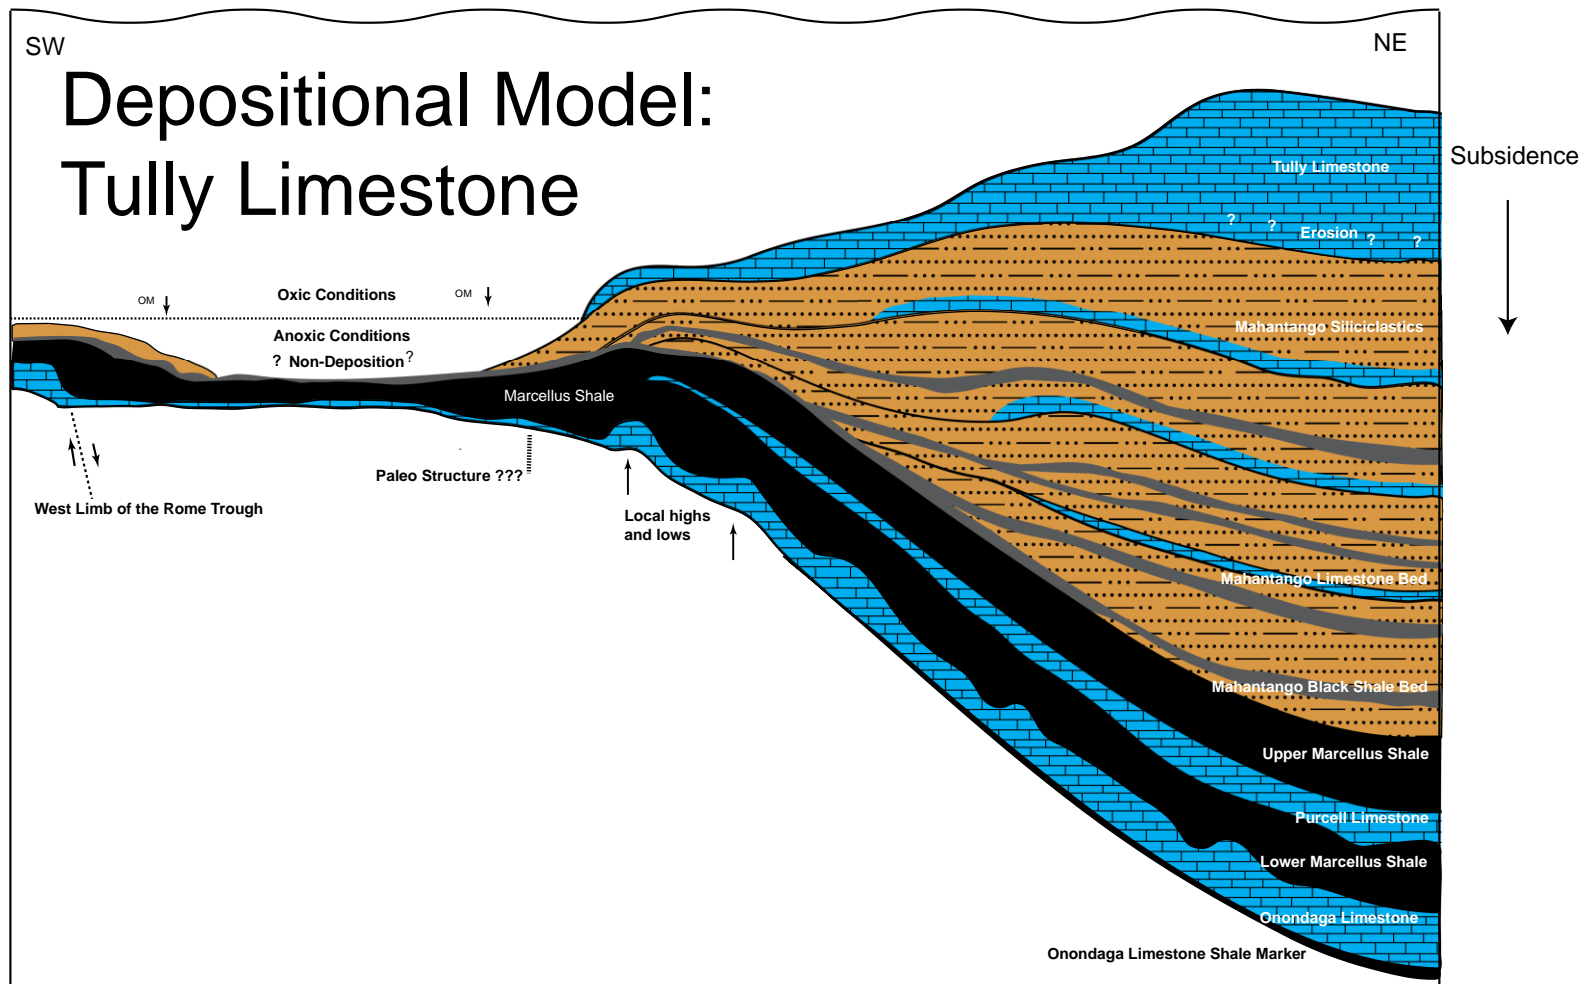 SW
NE
Depositional Model:
Tully Limestone
Subsidence
Tully Limestone
? ?
Erosion ? ?
OM
Oxic Conditions
OM
Anoxic Conditions
? Non-Deposition ?
Mahantango Siliciclastics
Marcellus Shale
Paleo Structure ???
West Limb of the Rome Trough
Local highs
and lows
Mahantango Limestone Bed
Mahantango Black Shale Bed
Upper Marcellus Shale
Purcell Limestone
Lower Marcellus Shale
Onondaga Limestone
Onondaga Limestone Shale Marker